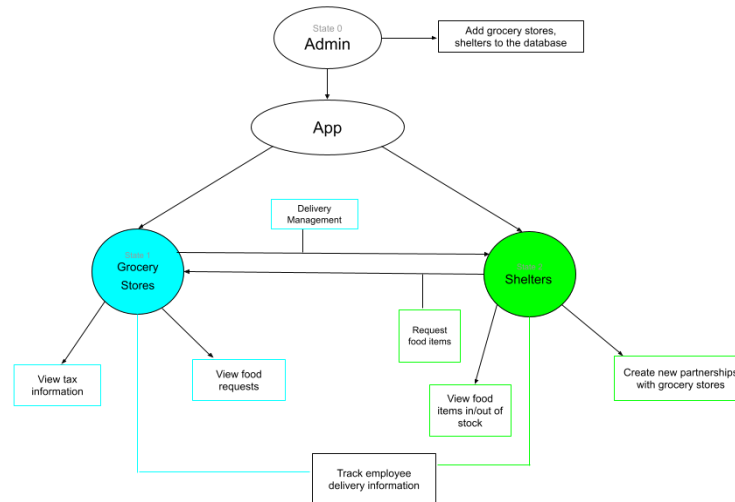 State 0
Admin
Add grocery stores,
shelters to the database
App
Delivery
Management
State 1
Grocery
Stores
Shelters
Request
food items
View tax
information
View food
requests
View food
items in/out of
stock
Create new partnerships
with grocery stores
Track employee
delivery information